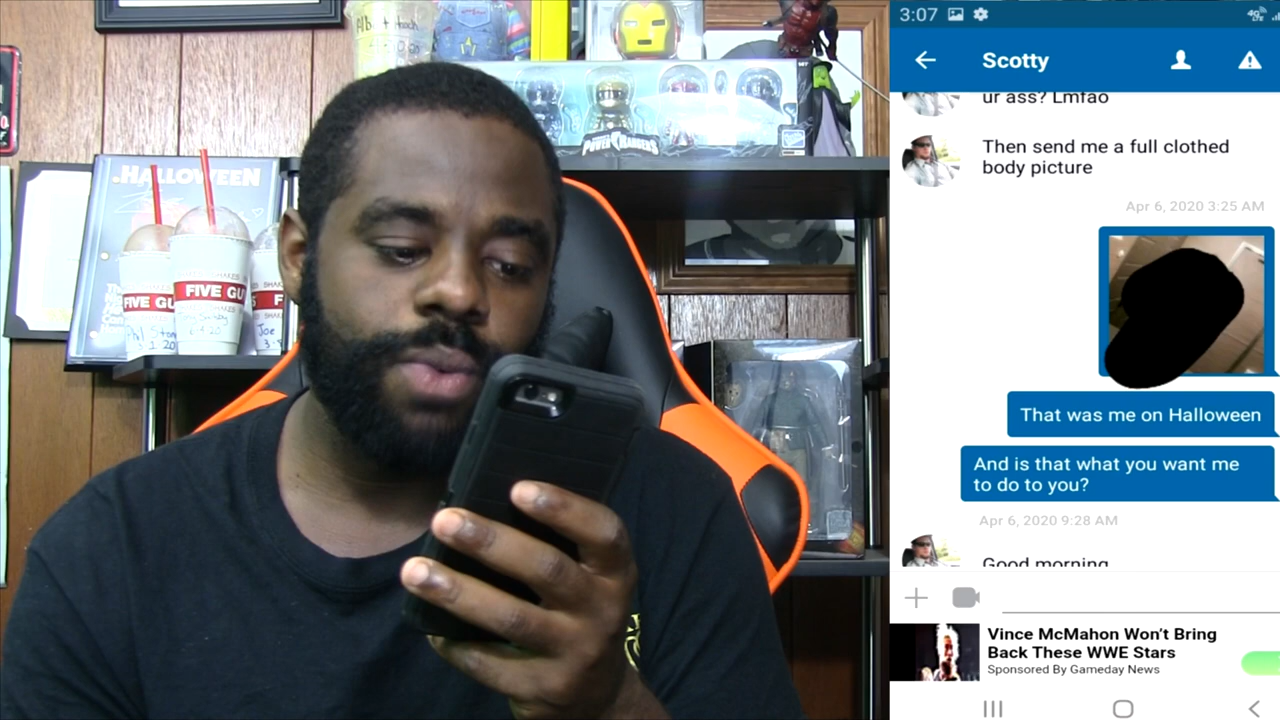 .HALLOWEEN
FIVE GU
FIVE GU
F
Joe
POWER RANGERS
3:07
Scotty
ur ass? Lmfao
Then send me a full clothed
body picture
Apr 6, 2020 3:25 AM
That was me on Halloween
And is that what you want me
to do to you?
Apr 6, 2020 9:28 AM
Good morning
Vince McMahon Won't Bring
Back These WWE Stars
Sponsored By Gameday News